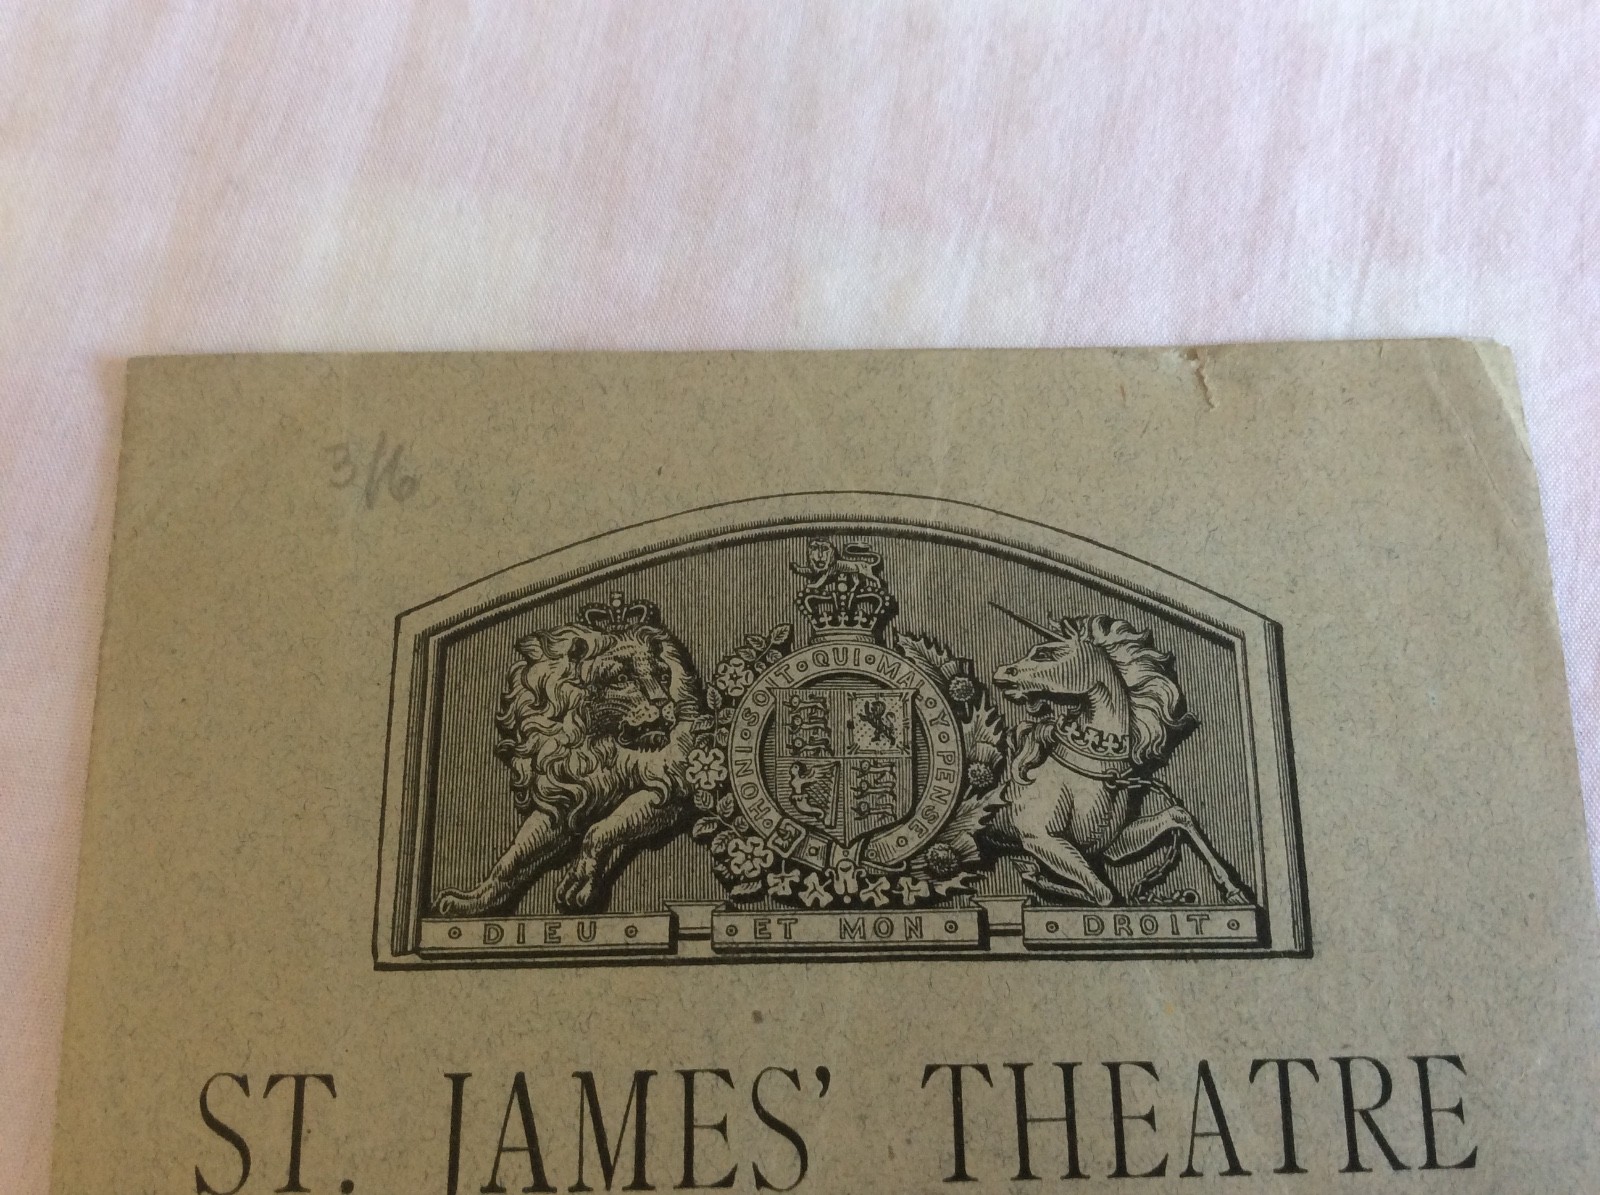 3/6
HONI · SOIT · QUI · MAL · Y · PENSE ·
· DIEU · · ET MON · · DROIT ·
ST. JAMES' THEATRE